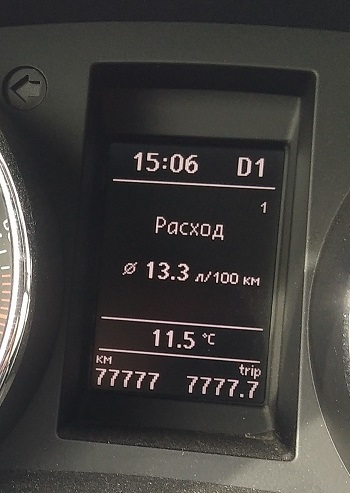 15:06 D1
1
Расход
⌀ 13.3 л/100 км
11.5 °C
км trip
77777 7777.7